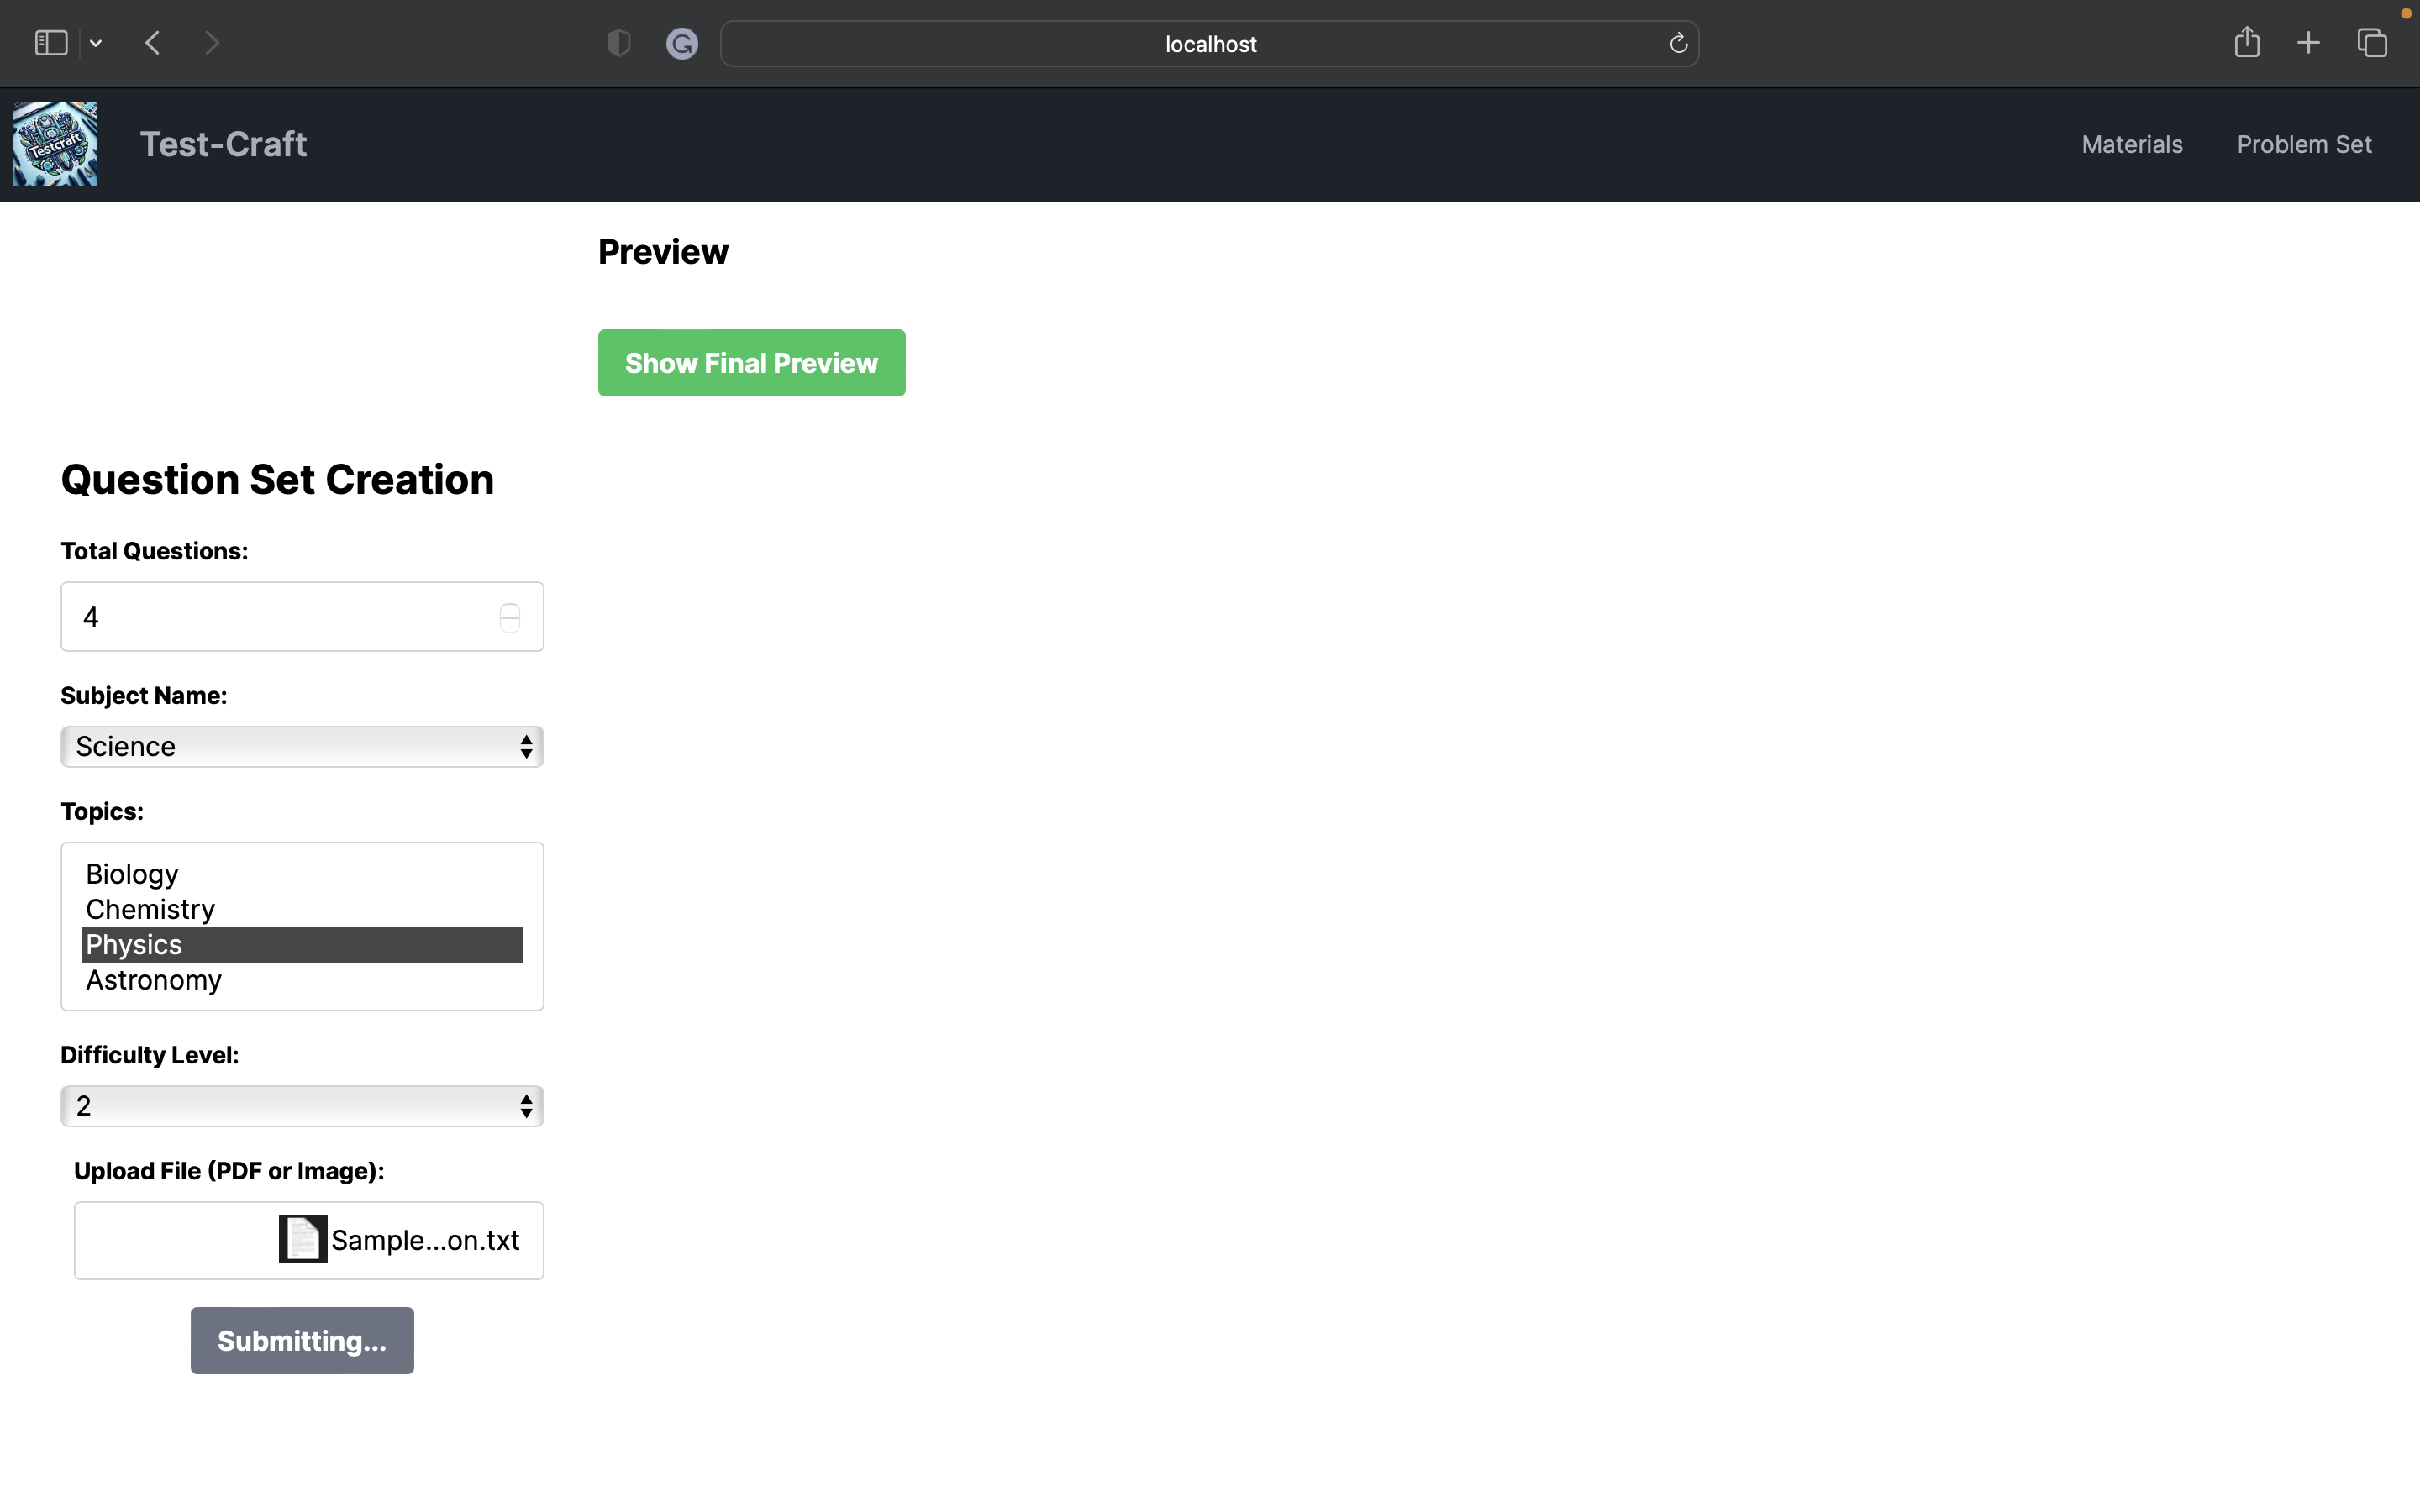 localhost
Testcraft
Test-Craft
Materials
Problem Set
Preview
Show Final Preview
Question Set Creation
Total Questions:
4
Subject Name:
Science
Topics:
Biology
Chemistry
Physics
Astronomy
Difficulty Level:
2
Upload File (PDF or Image):
Sample...on.txt
Submitting...